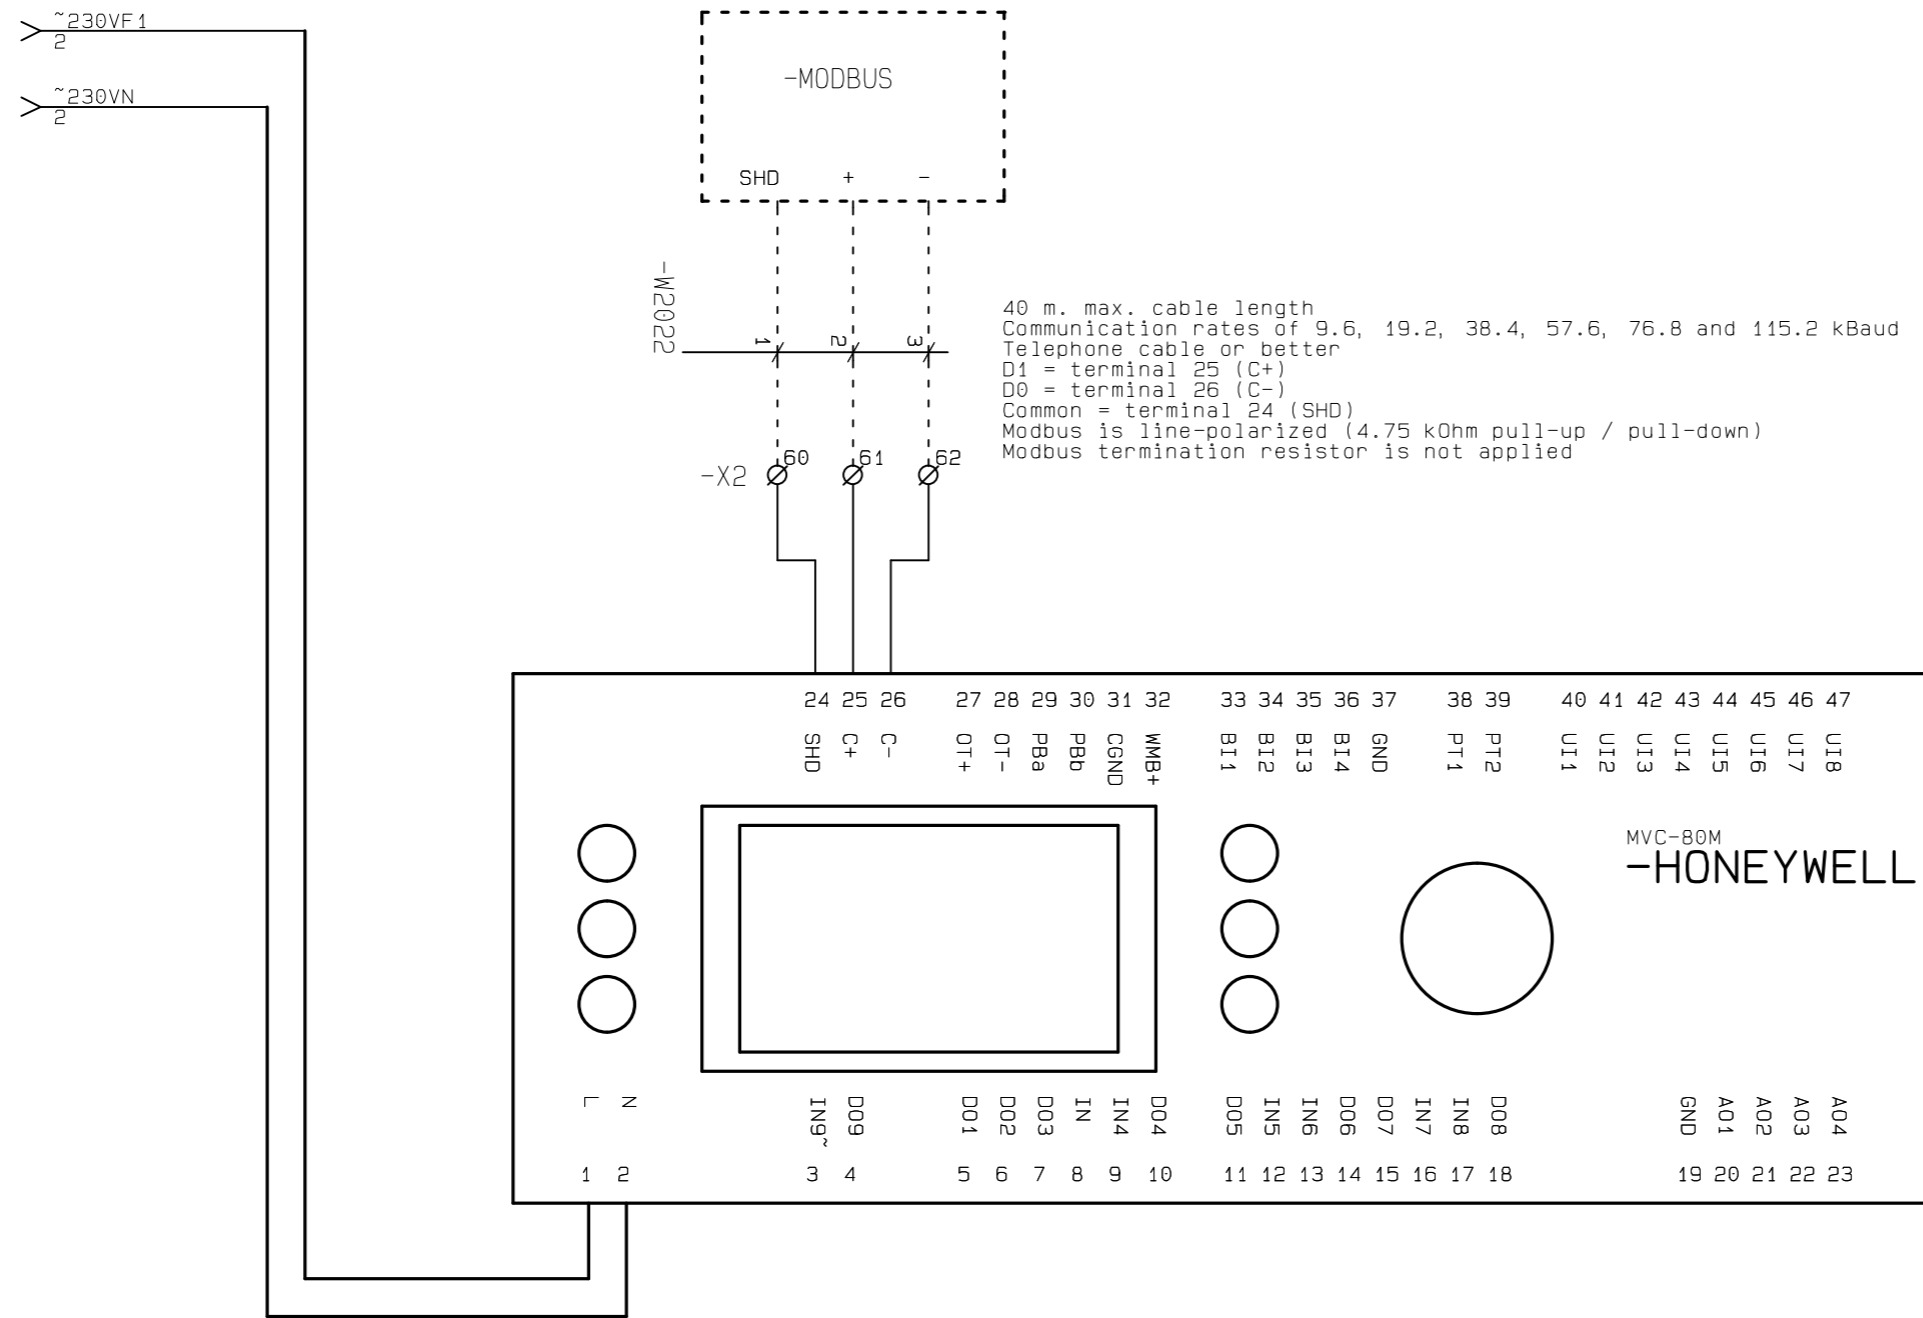 ~230VF1
2
~230VN
2
-MODBUS
SHD + -
-W2022
1 2 3
40 m. max. cable length
Communication rates of 9.6, 19.2, 38.4, 57.6, 76.8 and 115.2 kBaud
Telephone cable or better
D1 = terminal 25 (C+)
D0 = terminal 26 (C-)
Common = terminal 24 (SHD)
Modbus is line-polarized (4.75 kOhm pull-up / pull-down)
Modbus termination resistor is not applied
-X2 60 61 62
24 25 26 27 28 29 30 31 32 33 34 35 36 37 38 39 40 41 42 43 44 45 46 47
SHD C+ C- OT+ OT- PBa PBb CGND WMB+ BI1 BI2 BI3 BI4 GND PT1 PT2 UI1 UI2 UI3 UI4 UI5 UI6 UI7 UI8
MVC-80M
-HONEYWELL
L N IN9~ DO9 DO1 DO2 DO3 IN IN4 DO4 DO5 IN5 IN6 DO6 DO7 IN7 IN8 DO8 GND AO1 AO2 AO3 AO4
1 2 3 4 5 6 7 8 9 10 11 12 13 14 15 16 17 18 19 20 21 22 23